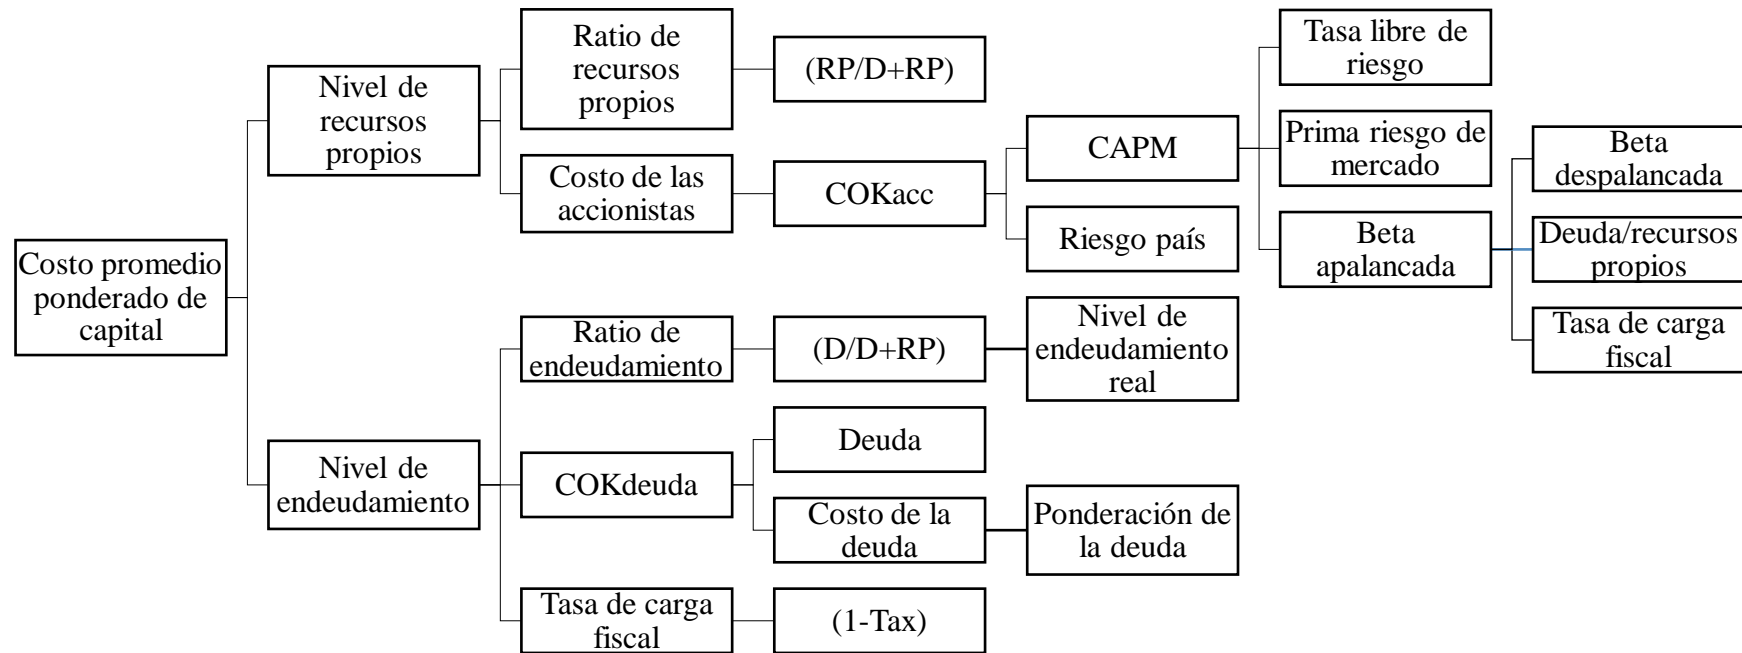 Costo promedio
ponderado de
capital
Nivel de
recursos
propios
Ratio de
recursos
propios
(RP/D+RP)
Costo de las
accionistas
COKacc
CAPM
Tasa libre de
riesgo
Prima riesgo de
mercado
Beta
apalancada
Beta
despalancada
Deuda/recursos
propios
Tasa de carga
fiscal
Riesgo país
Nivel de
endeudamiento
Ratio de
endeudamiento
(D/D+RP)
Nivel de
endeudamiento
real
COKdeuda
Deuda
Costo de la
deuda
Ponderación de
la deuda
Tasa de carga
fiscal
(1-Tax)